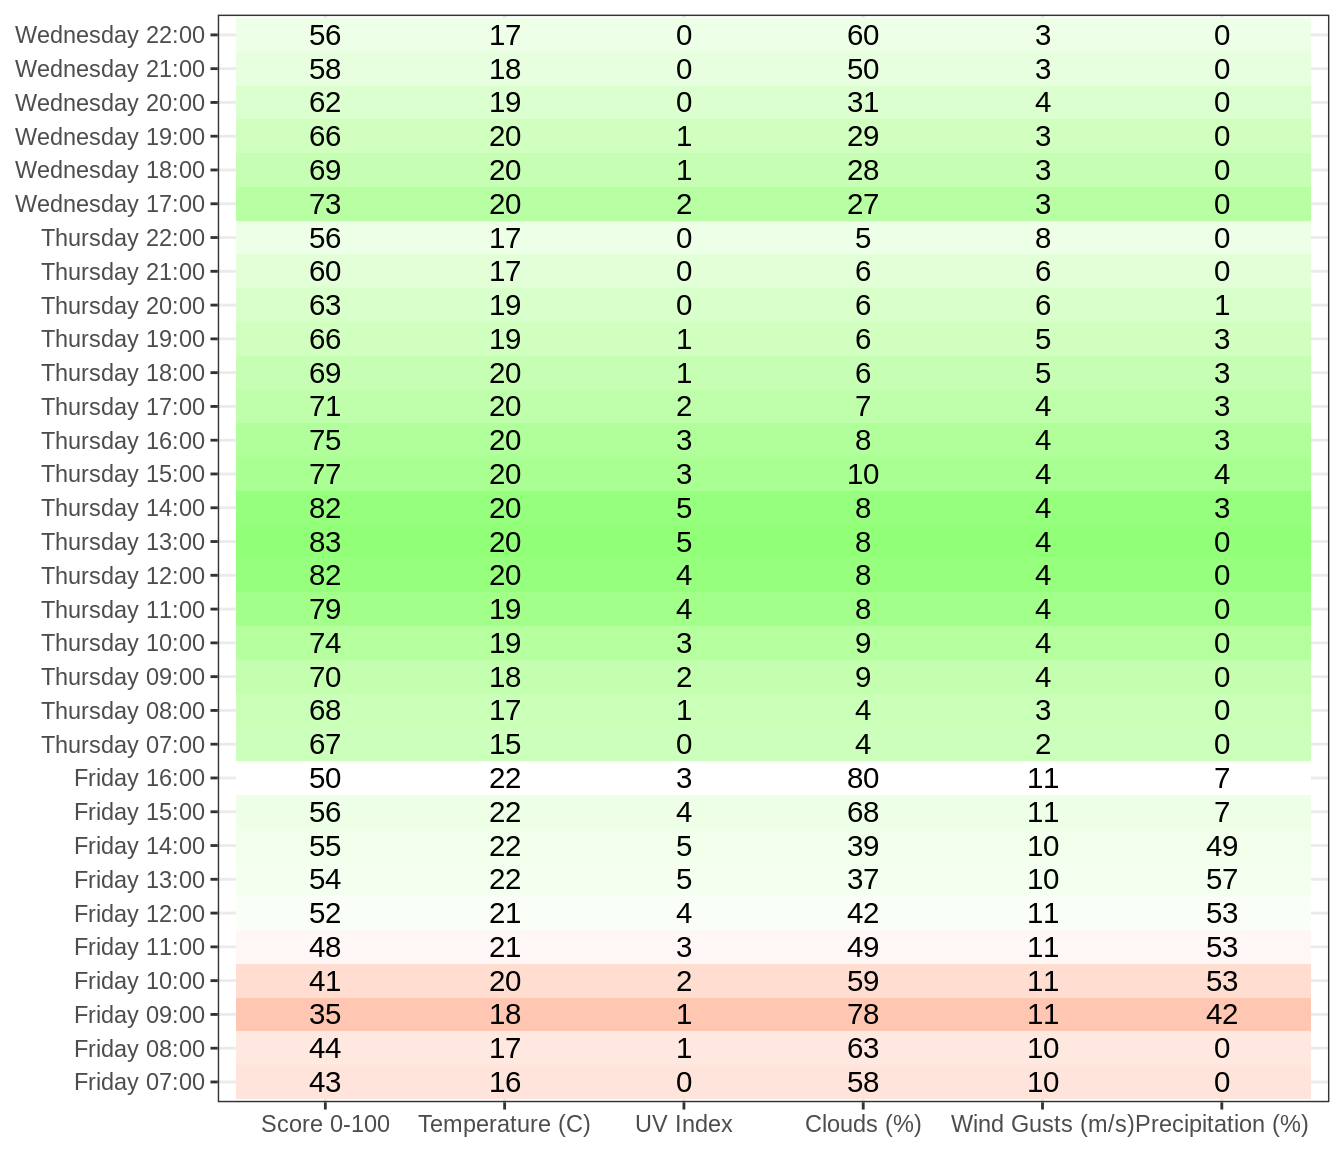 Wednesday 22:00 56 17 0 60 3 0
Wednesday 21:00 58 18 0 50 3 0
Wednesday 20:00 62 19 0 31 4 0
Wednesday 19:00 66 20 1 29 3 0
Wednesday 18:00 69 20 1 28 3 0
Wednesday 17:00 73 20 2 27 3 0
Thursday 22:00 56 17 0 5 8 0
Thursday 21:00 60 17 0 6 6 0
Thursday 20:00 63 19 0 6 6 1
Thursday 19:00 66 19 1 6 5 3
Thursday 18:00 69 20 1 6 5 3
Thursday 17:00 71 20 2 7 4 3
Thursday 16:00 75 20 3 8 4 3
Thursday 15:00 77 20 3 10 4 4
Thursday 14:00 82 20 5 8 4 3
Thursday 13:00 83 20 5 8 4 0
Thursday 12:00 82 20 4 8 4 0
Thursday 11:00 79 19 4 8 4 0
Thursday 10:00 74 19 3 9 4 0
Thursday 09:00 70 18 2 9 4 0
Thursday 08:00 68 17 1 4 3 0
Thursday 07:00 67 15 0 4 2 0
Friday 16:00 50 22 3 80 11 7
Friday 15:00 56 22 4 68 11 7
Friday 14:00 55 22 5 39 10 49
Friday 13:00 54 22 5 37 10 57
Friday 12:00 52 21 4 42 11 53
Friday 11:00 48 21 3 49 11 53
Friday 10:00 41 20 2 59 11 53
Friday 09:00 35 18 1 78 11 42
Friday 08:00 44 17 1 63 10 0
Friday 07:00 43 16 0 58 10 0
Score 0-100 Temperature (C) UV Index Clouds (%) Wind Gusts (m/s) Precipitation (%)